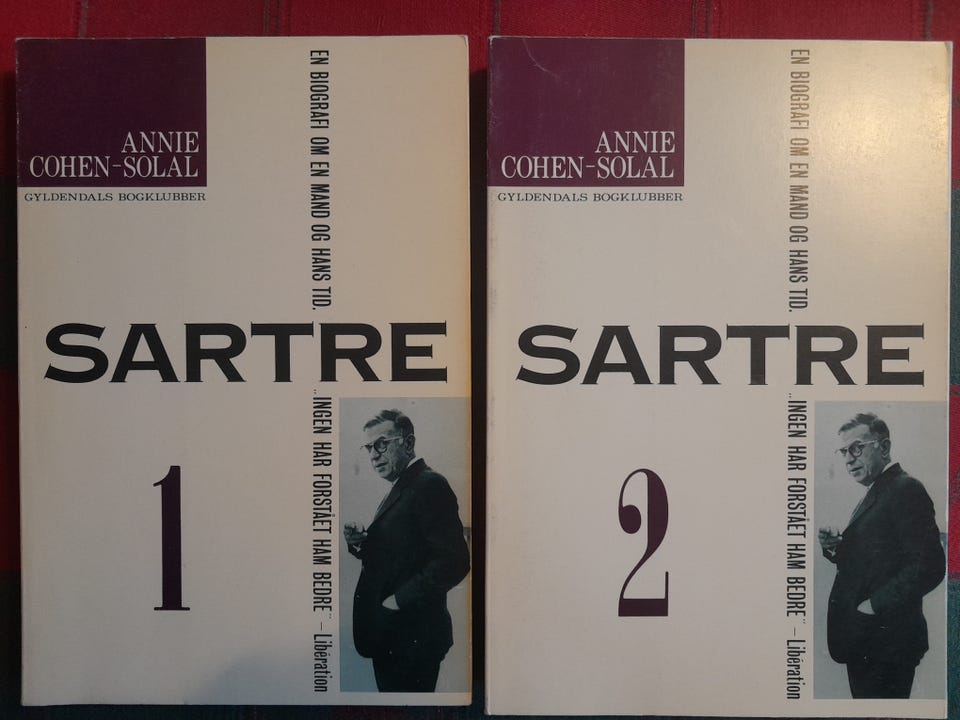 ANNIE
COHEN-SOLAL
GYLDENDALS BOGKLUBBER
EN BIOGRAFI OM EN MAND OG HANS TID.
SARTRE
„INGEN HAR FORSTÅET HAM BEDRE” – Libération
1
ANNIE
COHEN-SOLAL
GYLDENDALS BOGKLUBBER
EN BIOGRAFI OM EN MAND OG HANS TID.
SARTRE
„INGEN HAR FORSTÅET HAM BEDRE” – Libération
2